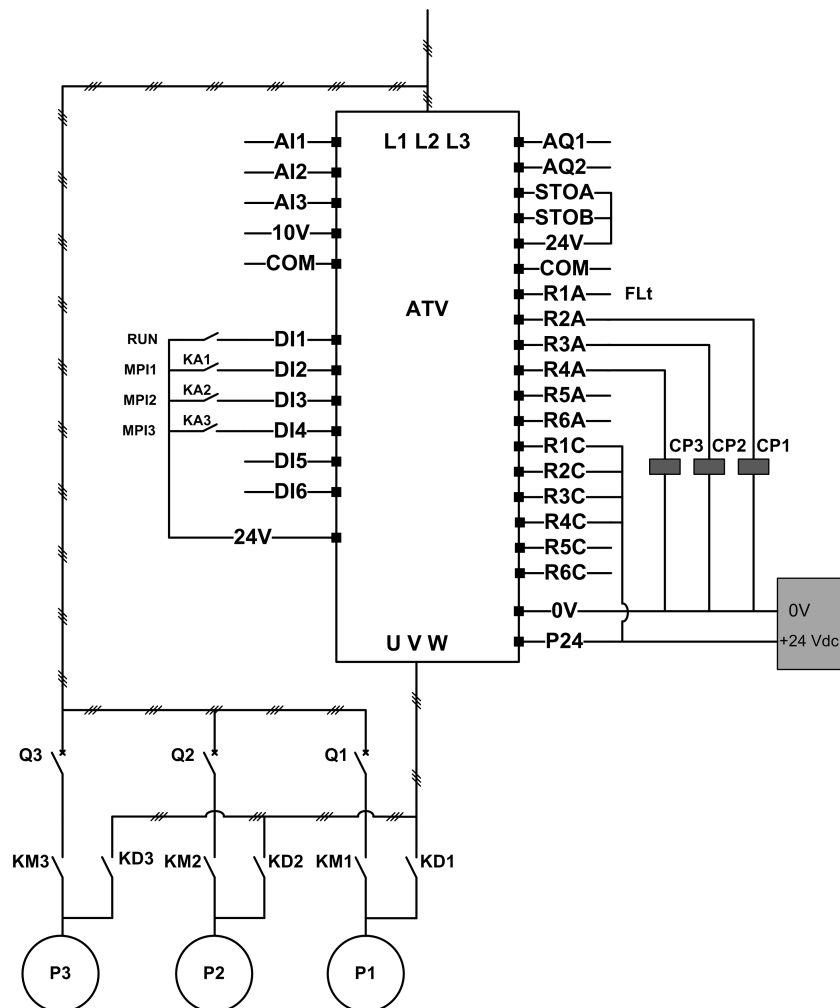 L1 L2 L3
AI1
AQ1
AI2
AQ2
AI3
STOA
10V
STOB
24V
COM
COM
ATV
R1A
FLt
R2A
RUN
DI1
R3A
MPI1
KA1
DI2
R4A
MPI2
KA2
DI3
R5A
MPI3
KA3
DI4
R6A
DI5
R1C
CP3
CP2
CP1
DI6
R2C
R3C
24V
R4C
R5C
R6C
0V
0V
U V W
P24
+24 Vdc
Q3
Q2
Q1
KM3
KD3
KM2
KD2
KM1
KD1
P3
P2
P1